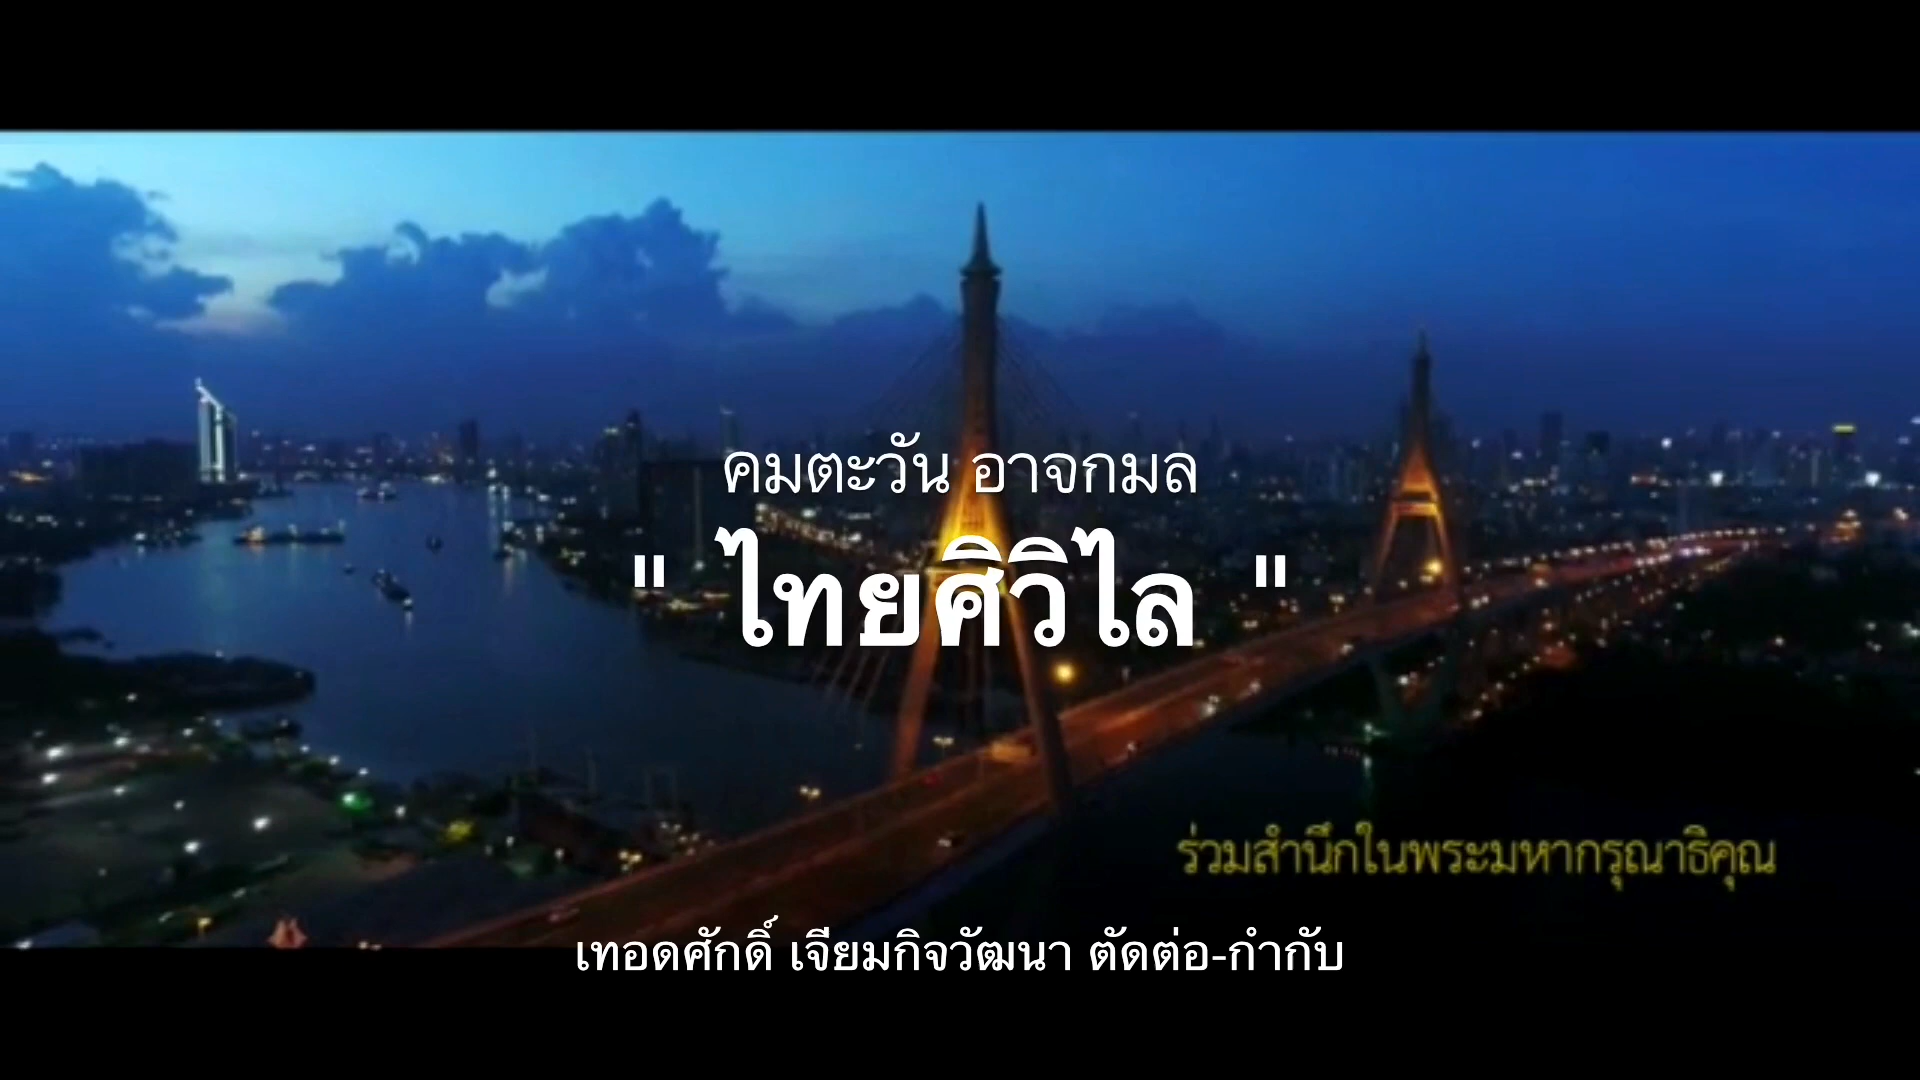 คมตะวัน อาจกมล
" ไทยศิวิไล "
ร่วมสำนึกในพระมหากรุณาธิคุณ
เทอดศักดิ์ เจียมกิจวัฒนา ตัดต่อ-กำกับ